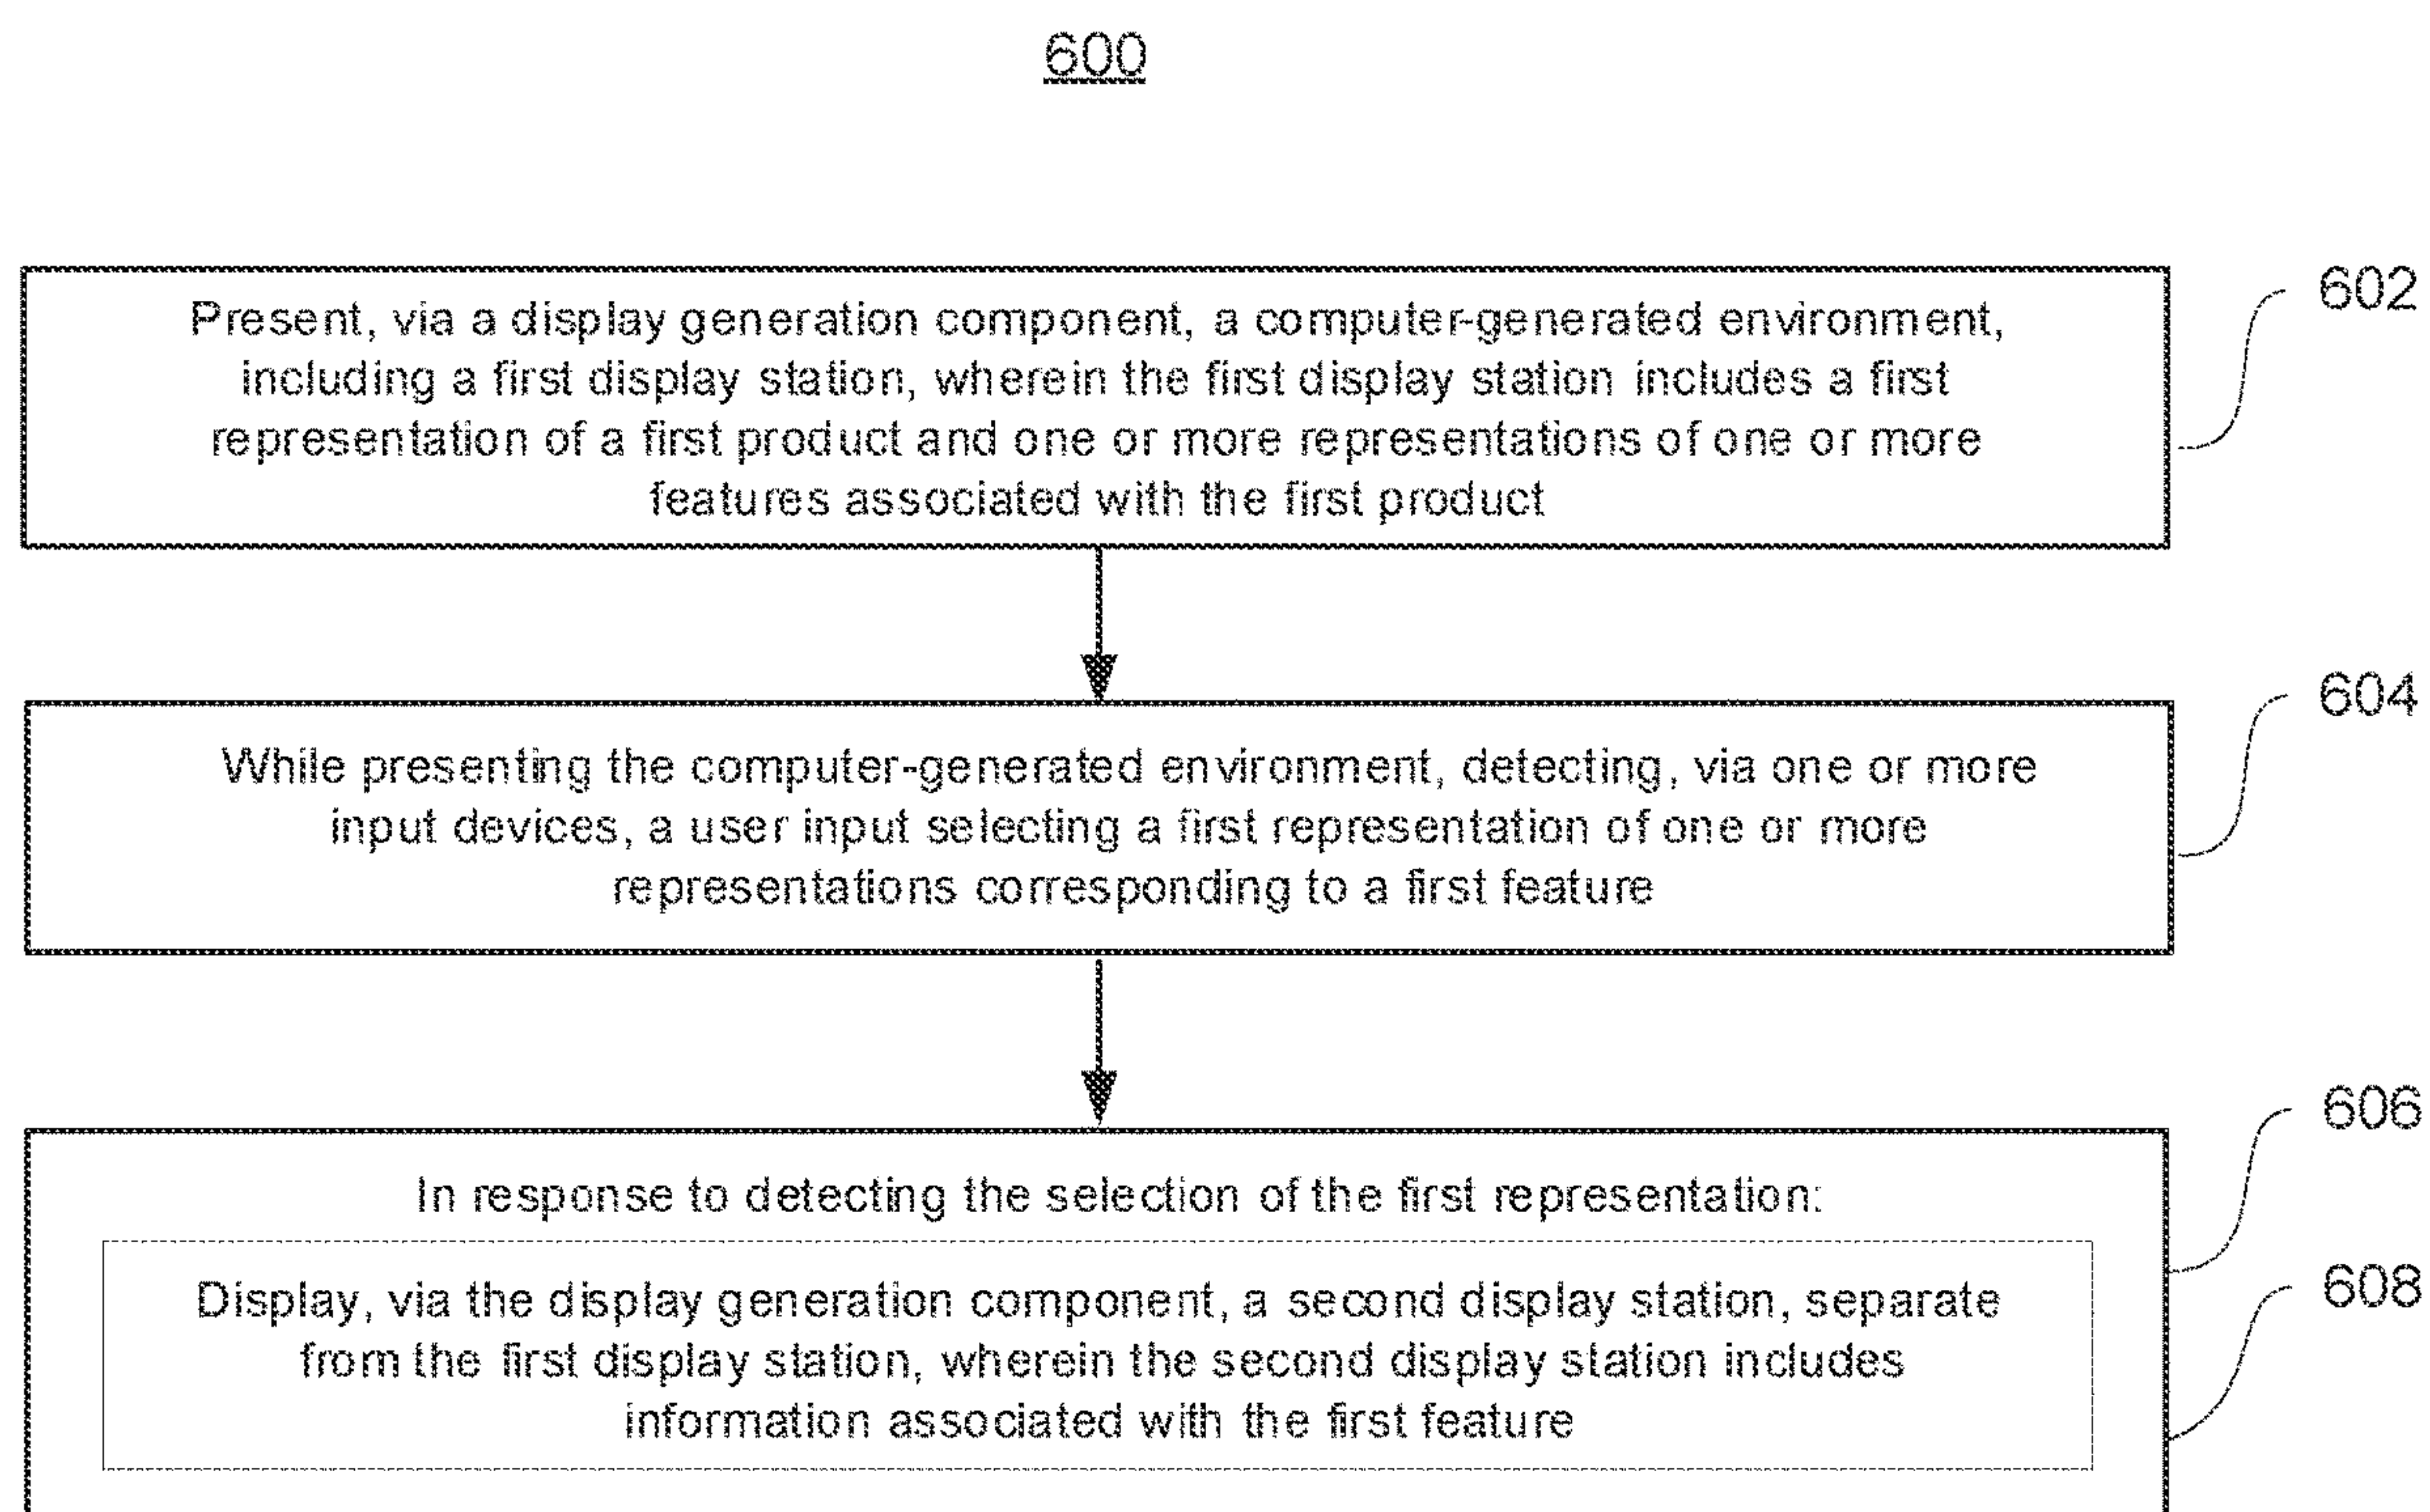 600
Present, via a display generation component, a computer-generated environment,
including a first display station, wherein the first display station includes a first
representation of a first product and one or more representations of one or more
features associated with the first product
602
While presenting the computer-generated environment, detecting, via one or more
input devices, a user input selecting a first representation of one or more
representations corresponding to a first feature
604
In response to detecting the selection of the first representation:
606
Display, via the display generation component, a second display station, separate
from the first display station, wherein the second display station includes
information associated with the first feature
608